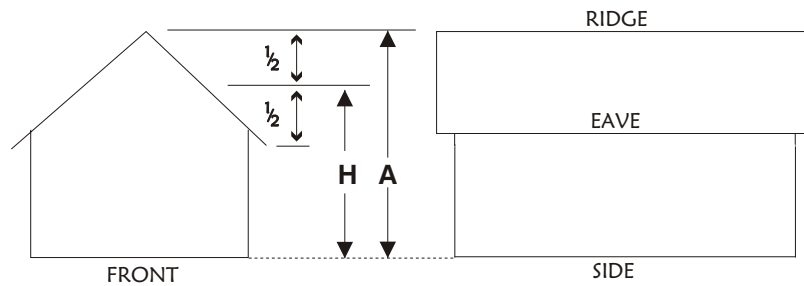 RIDGE
½
½
EAVE
H A
FRONT
SIDE